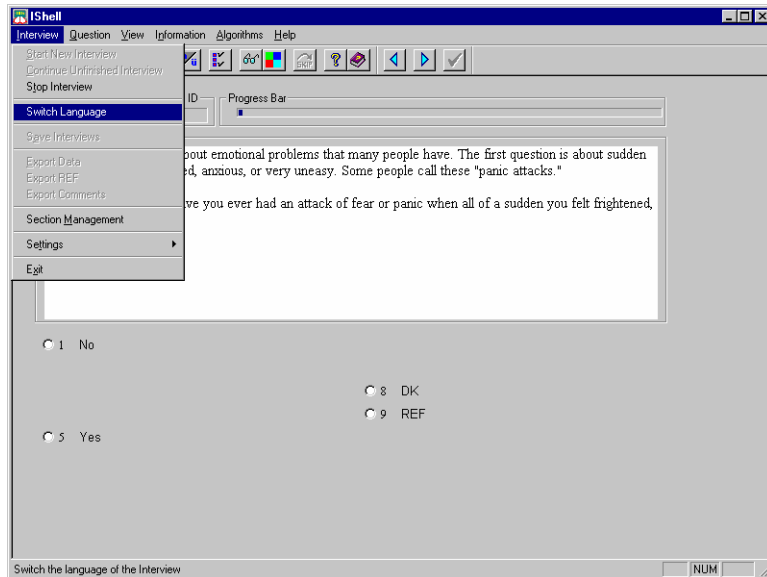 IShell
Interview Question View Information Algorithms Help
Start New Interview
Continue Unfinished Interview
Stop Interview
Switch Language
Save Interviews
Export Data
Export REF
Export Comments
Section Management
Settings
Exit
SKIP
ID
Progress Bar
bout emotional problems that many people have. The first question is about sudden
ed, anxious, or very uneasy. Some people call these "panic attacks."
ve you ever had an attack of fear or panic when all of a sudden you felt frightened,
1 No
8 DK
9 REF
5 Yes
Switch the language of the Interview
NUM